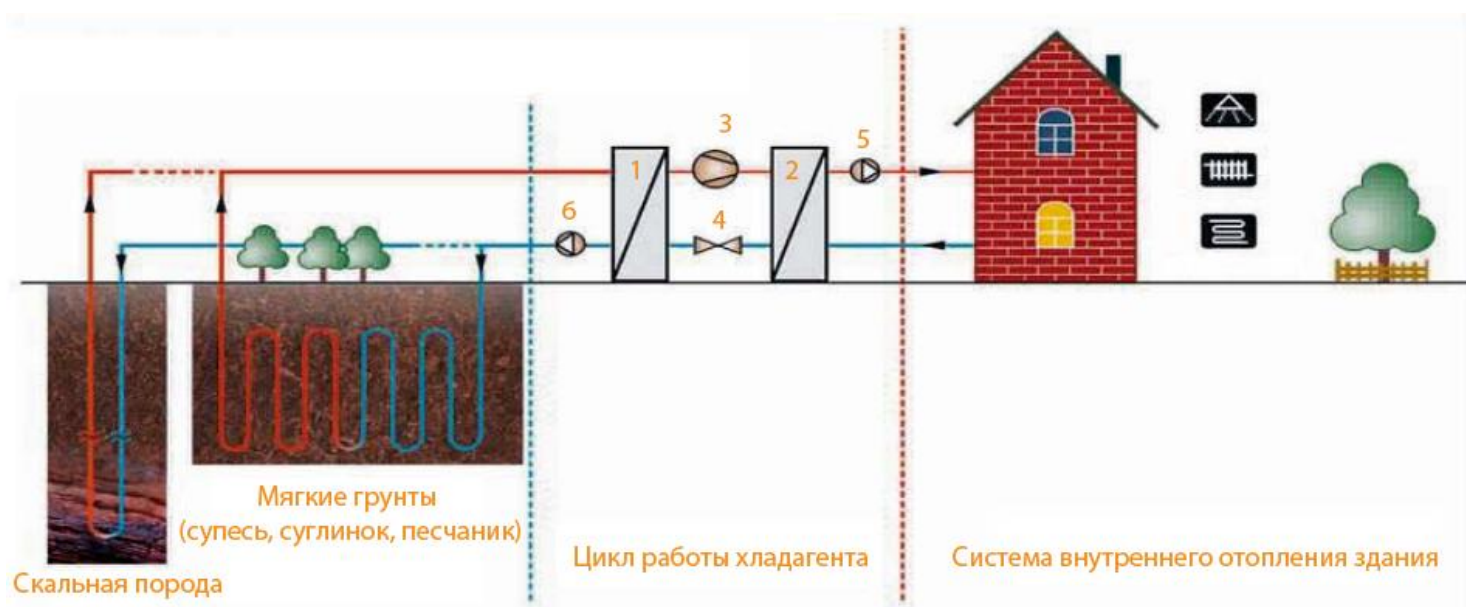 3
5
1
2
6
4
Мягкие грунты
(супесь, суглинок, песчаник)
Скальная порода
Цикл работы хладагента
Система внутреннего отопления здания